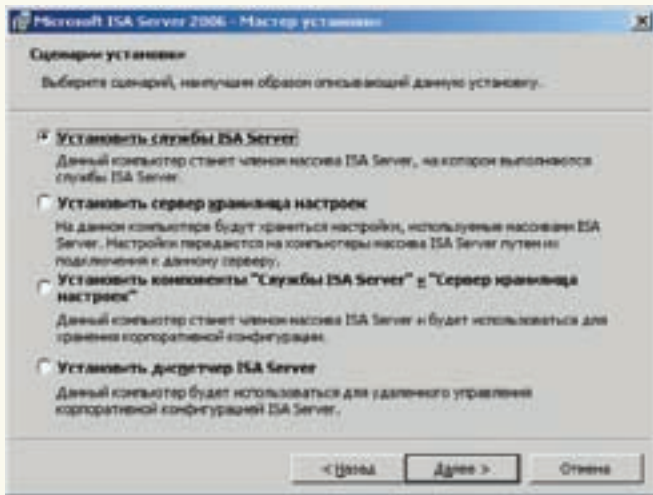 Microsoft ISA Server 2006 - Мастер установки
Сценарии установки
Выберите сценарий, наилучшим образом описывающий данную установку.
Установить службы ISA Server
Данный компьютер станет членом массива ISA Server, на котором выполняются
службы ISA Server.
Установить сервер хранилища настроек
На данном компьютере будут храниться настройки, используемые массивами ISA
Server. Настройки передаются на компьютеры массива ISA Server путем их
подключения к данному серверу.
Установить компоненты "Службы ISA Server" и "Сервер хранилища
настроек"
Данный компьютер станет членом массива ISA Server и будет использоваться для
хранения корпоративной конфигурации.
Установить диспетчер ISA Server
Данный компьютер будет использоваться для удаленного управления
корпоративной конфигурацией ISA Server.
< Назад Далее > Отмена